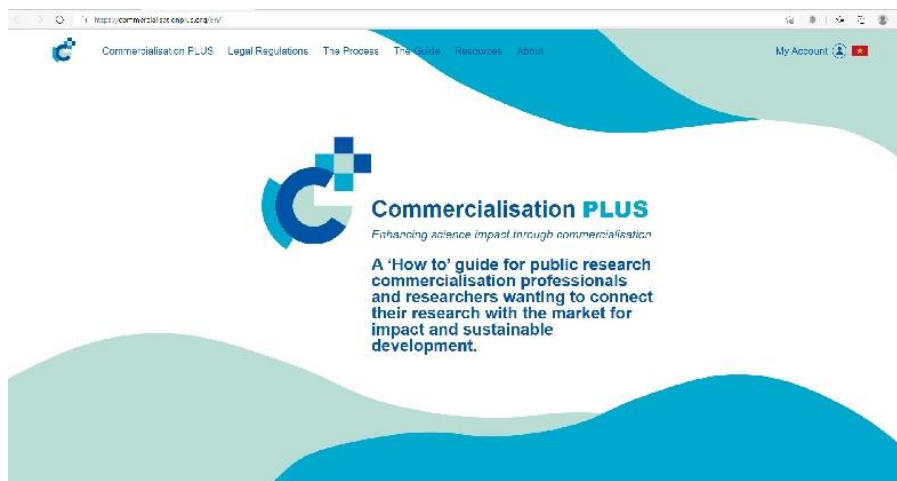 https://commercialisationplus.org/en/
Commercialisation PLUS Legal Regulations The Process The Guide Resources About My Account
Commercialisation PLUS
Enhancing science impact through commercialisation
A ‘How to’ guide for public research
commercialisation professionals
and researchers wanting to connect
their research with the market for
impact and sustainable
development.